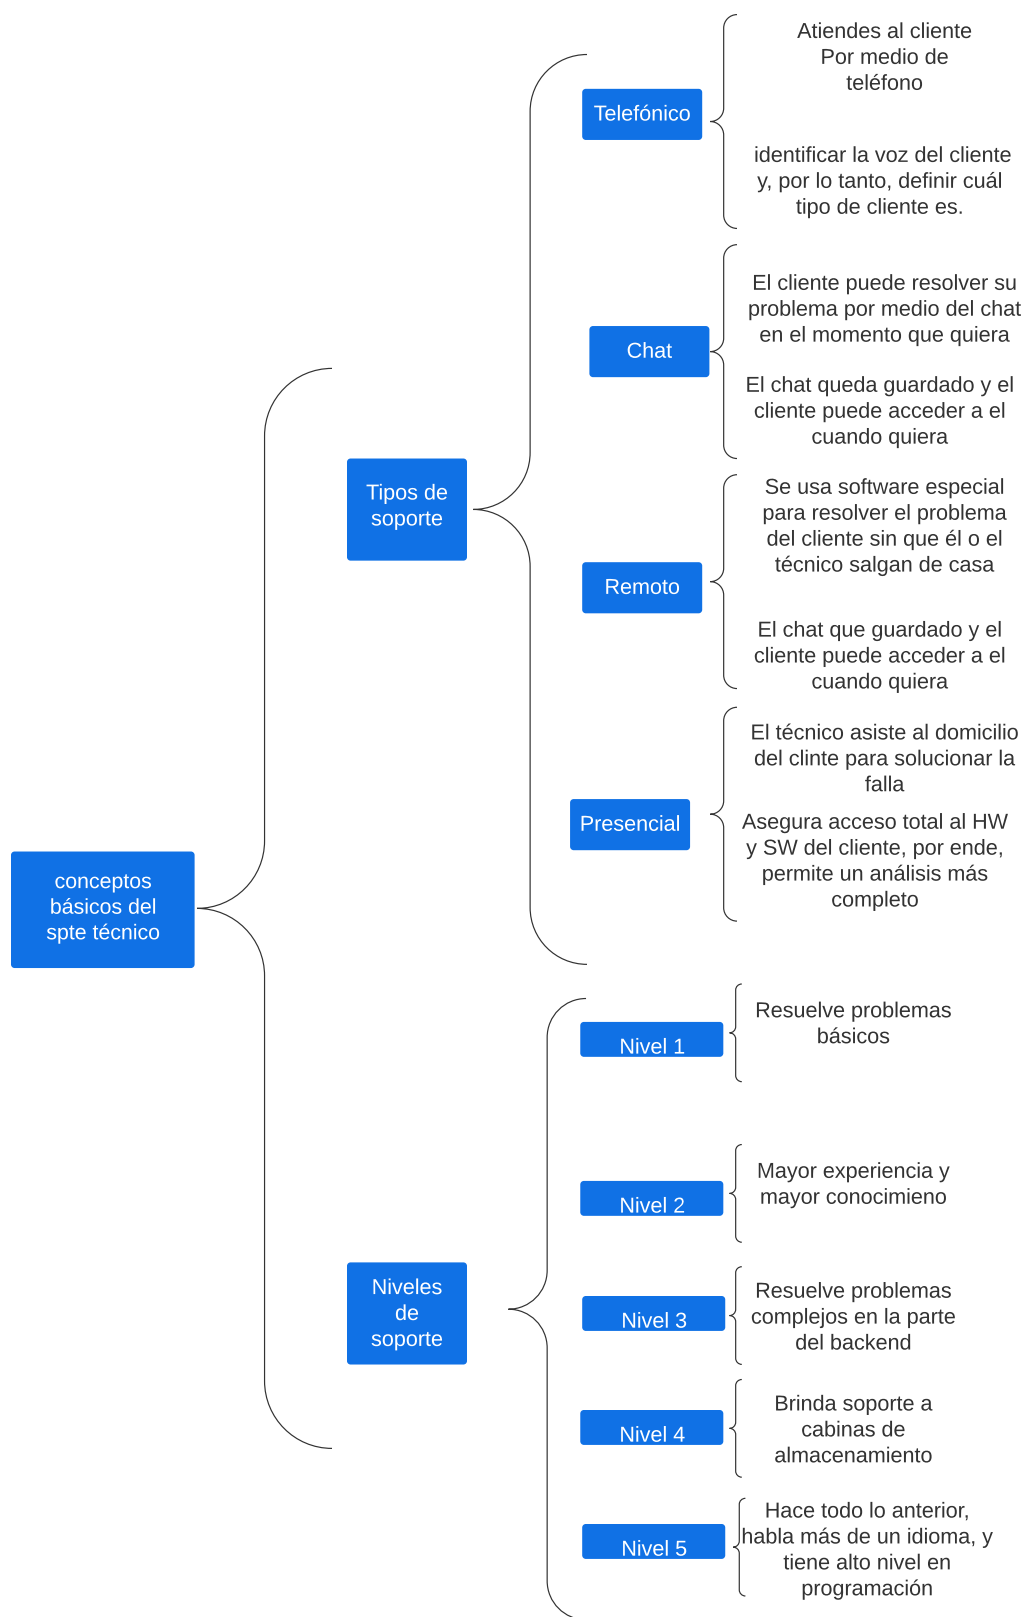 conceptos
básicos del
spte técnico
Tipos de
soporte
Telefónico
Atiendes al cliente
Por medio de
teléfono
identificar la voz del cliente
y, por lo tanto, definir cuál
tipo de cliente es.
Chat
El cliente puede resolver su
problema por medio del chat
en el momento que quiera
El chat queda guardado y el
cliente puede acceder a el
cuando quiera
Remoto
Se usa software especial
para resolver el problema
del cliente sin que él o el
técnico salgan de casa
El chat que guardado y el
cliente puede acceder a el
cuando quiera
Presencial
El técnico asiste al domicilio
del clinte para solucionar la
falla
Asegura acceso total al HW
y SW del cliente, por ende,
permite un análisis más
completo
Niveles
de
soporte
Nivel 1
Resuelve problemas
básicos
Nivel 2
Mayor experiencia y
mayor conocimieno
Nivel 3
Resuelve problemas
complejos en la parte
del backend
Nivel 4
Brinda soporte a
cabinas de
almacenamiento
Nivel 5
Hace todo lo anterior,
habla más de un idioma, y
tiene alto nivel en
programación